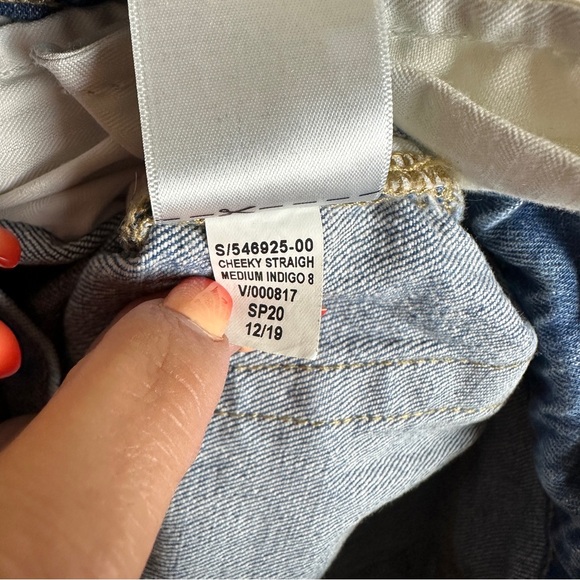 S/546925-00
CHEEKY STRAIGH
MEDIUM INDIGO 8
V/000817
SP20
12/19